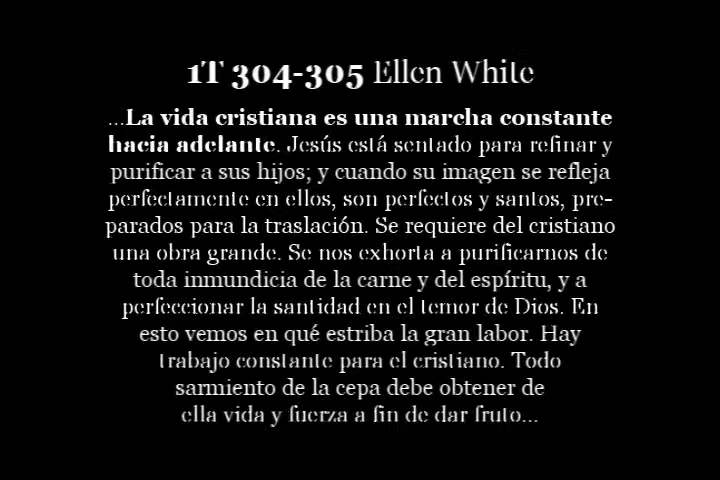 1T 304-305 Ellen White
...La vida cristiana es una marcha constante
hacia adelante. Jesús está sentado para refinar y
purificar a sus hijos; y cuando su imagen se refleja
perfectamente en ellos, son perfectos y santos, pre-
parados para la traslación. Se requiere del cristiano
una obra grande. Se nos exhorta a purificarnos de
toda inmundicia de la carne y del espíritu, y a
perfeccionar la santidad en el temor de Dios. En
esto vemos en qué estriba la gran labor. Hay
trabajo constante para el cristiano. Todo
sarmiento de la cepa debe obtener de
ella vida y fuerza a fin de dar fruto...